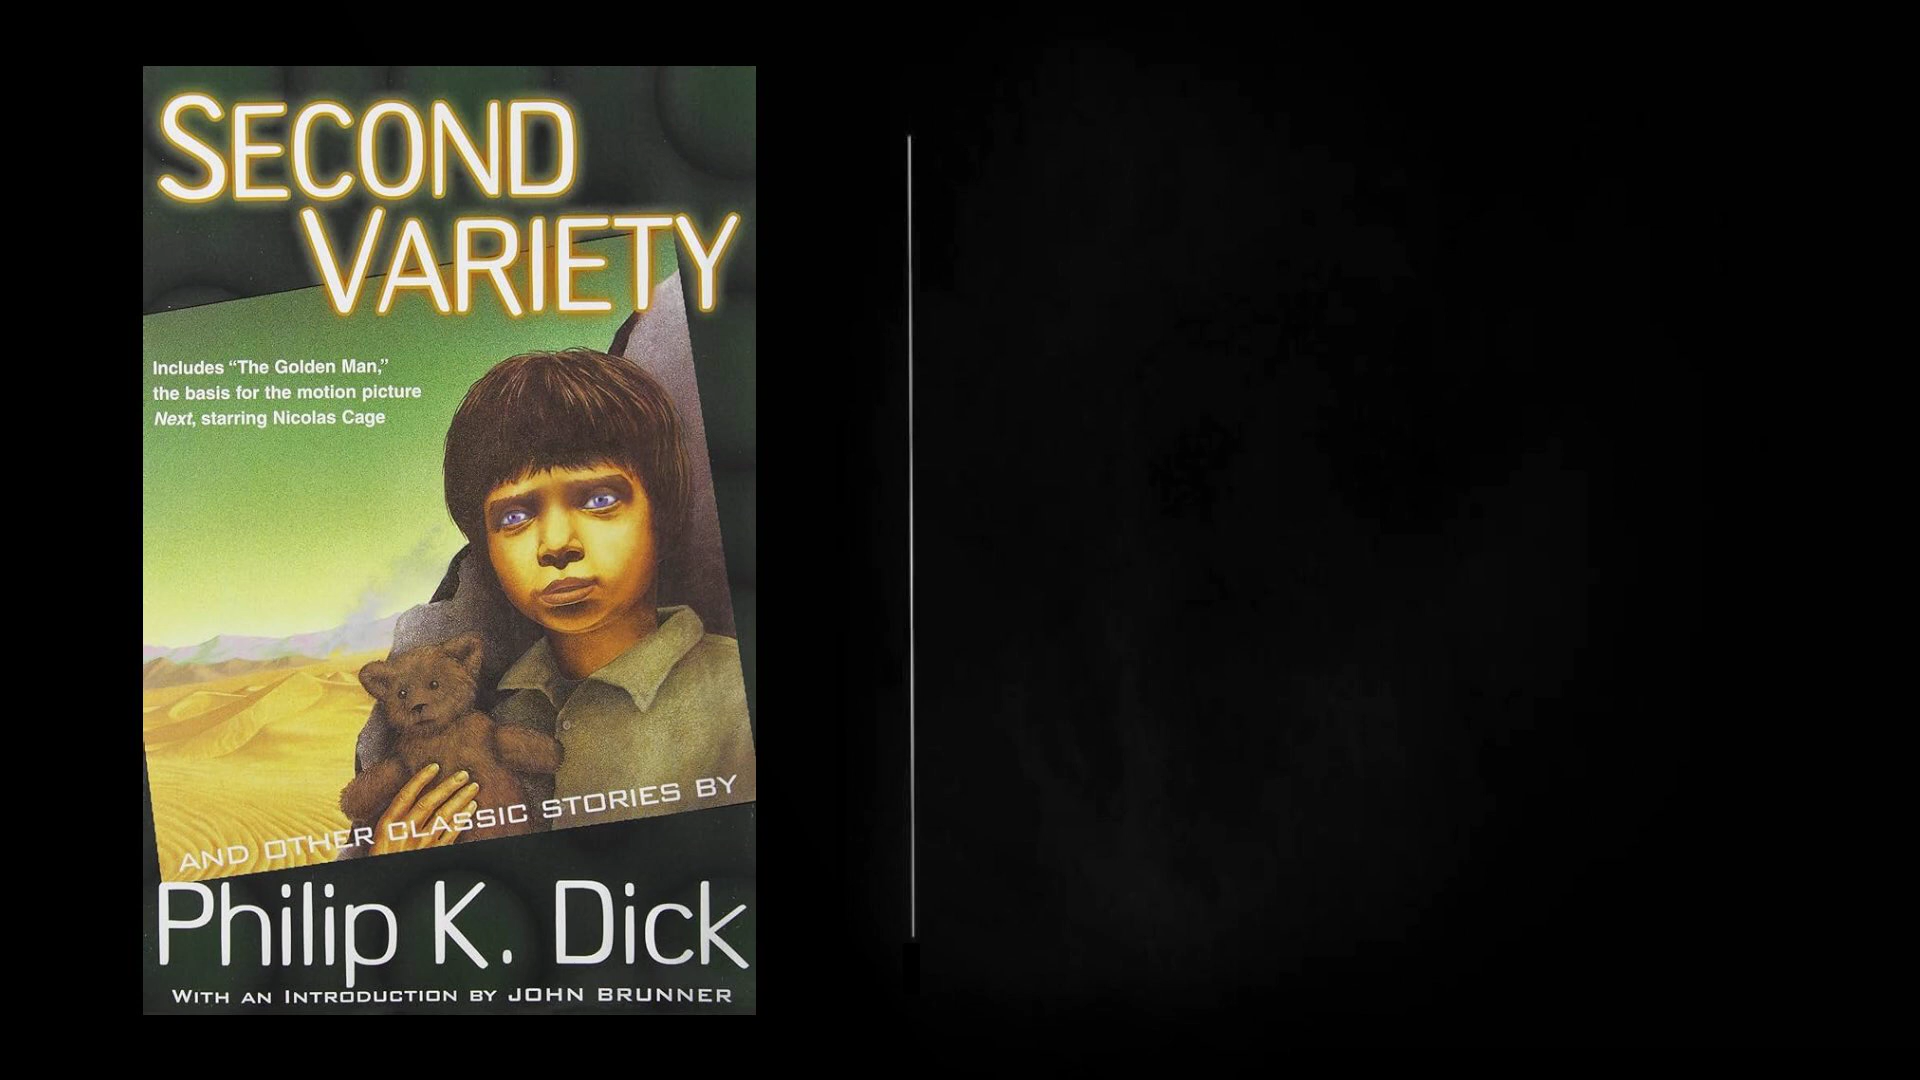 SECOND
VARIETY
Includes “The Golden Man,”
the basis for the motion picture
Next, starring Nicolas Cage
AND OTHER CLASSIC STORIES BY
Philip K. Dick
WITH AN INTRODUCTION BY JOHN BRUNNER